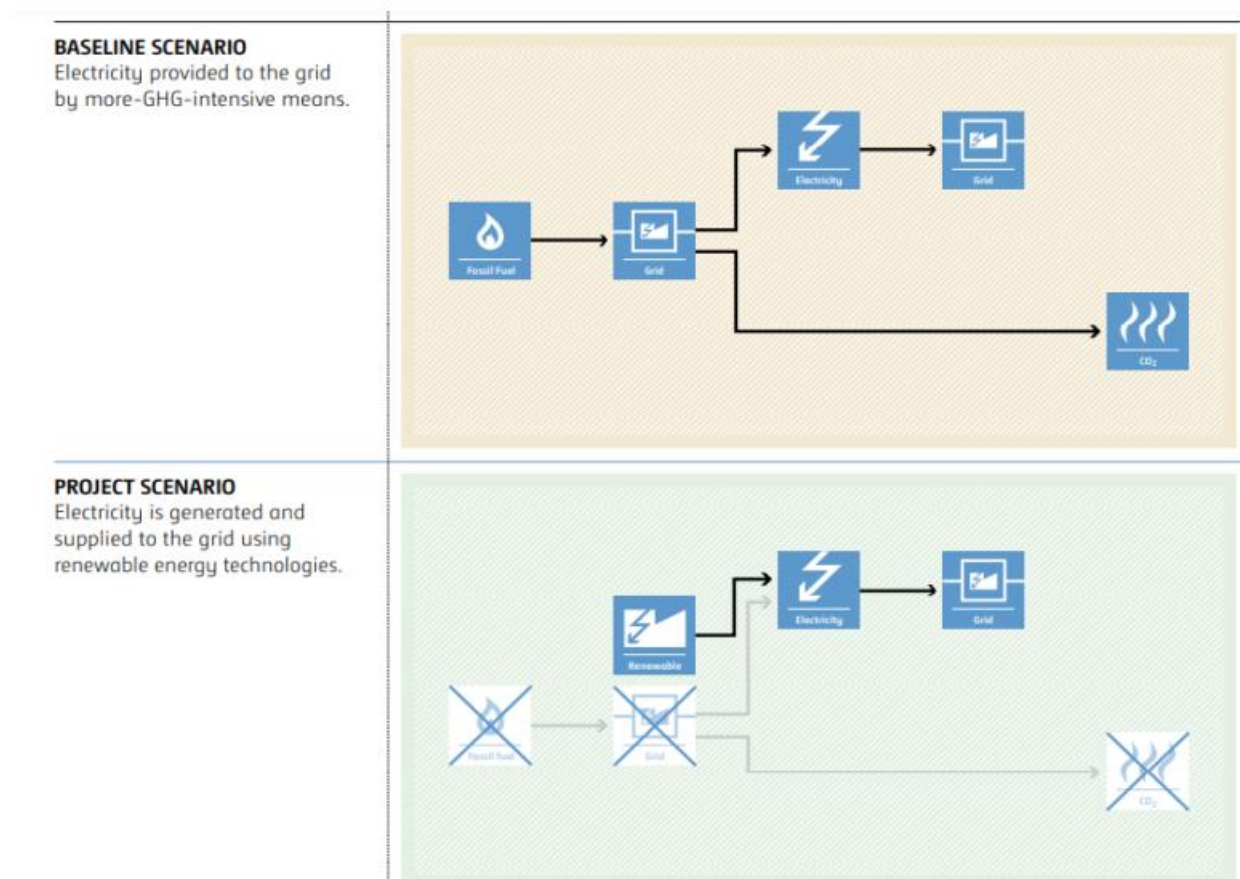 BASELINE SCENARIO
Electricity provided to the grid
by more-GHG-intensive means.
Electricity
Grid
Fossil Fuel
Grid
CO₂
PROJECT SCENARIO
Electricity is generated and
supplied to the grid using
renewable energy technologies.
Electricity
Grid
Renewable
Fossil Fuel
Grid
CO₂